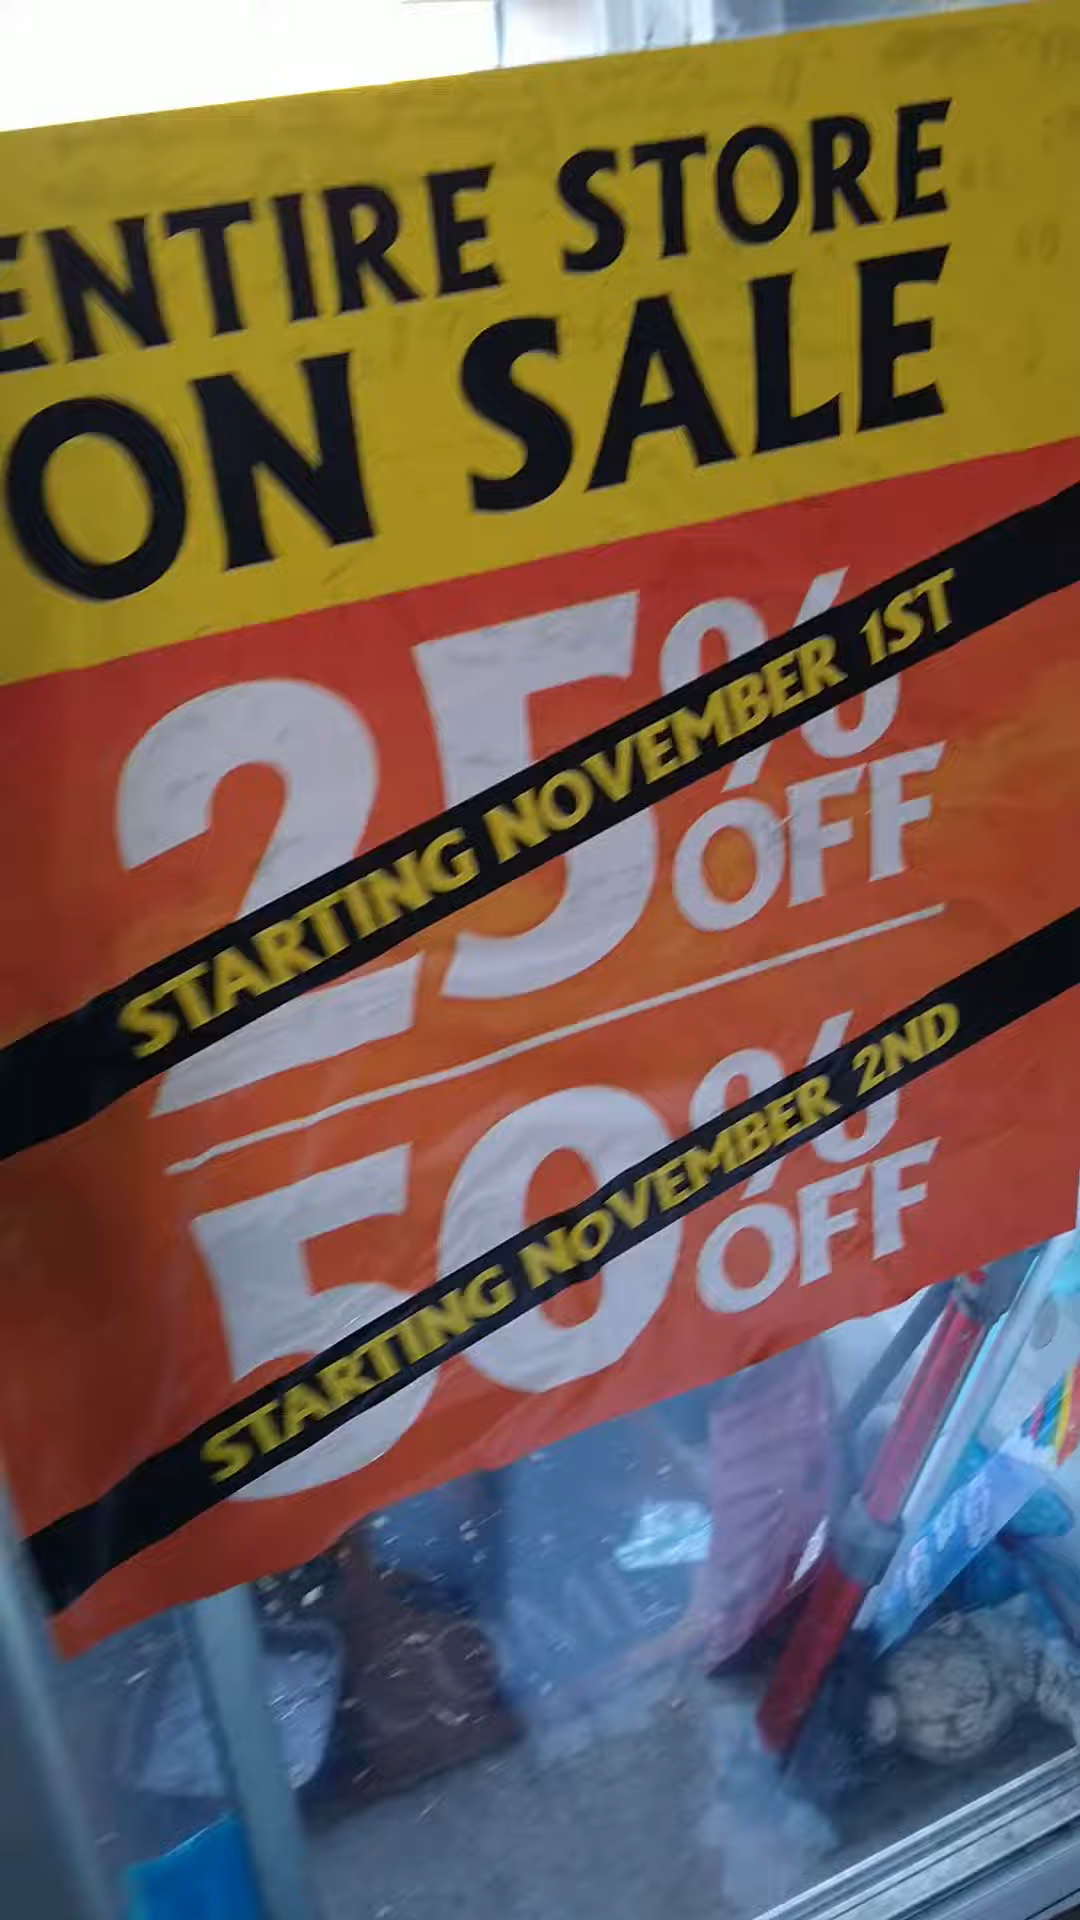 ENTIRE STORE
ON SALE
25% OFF
STARTING NOVEMBER 1ST
50% OFF
STARTING NOVEMBER 2ND